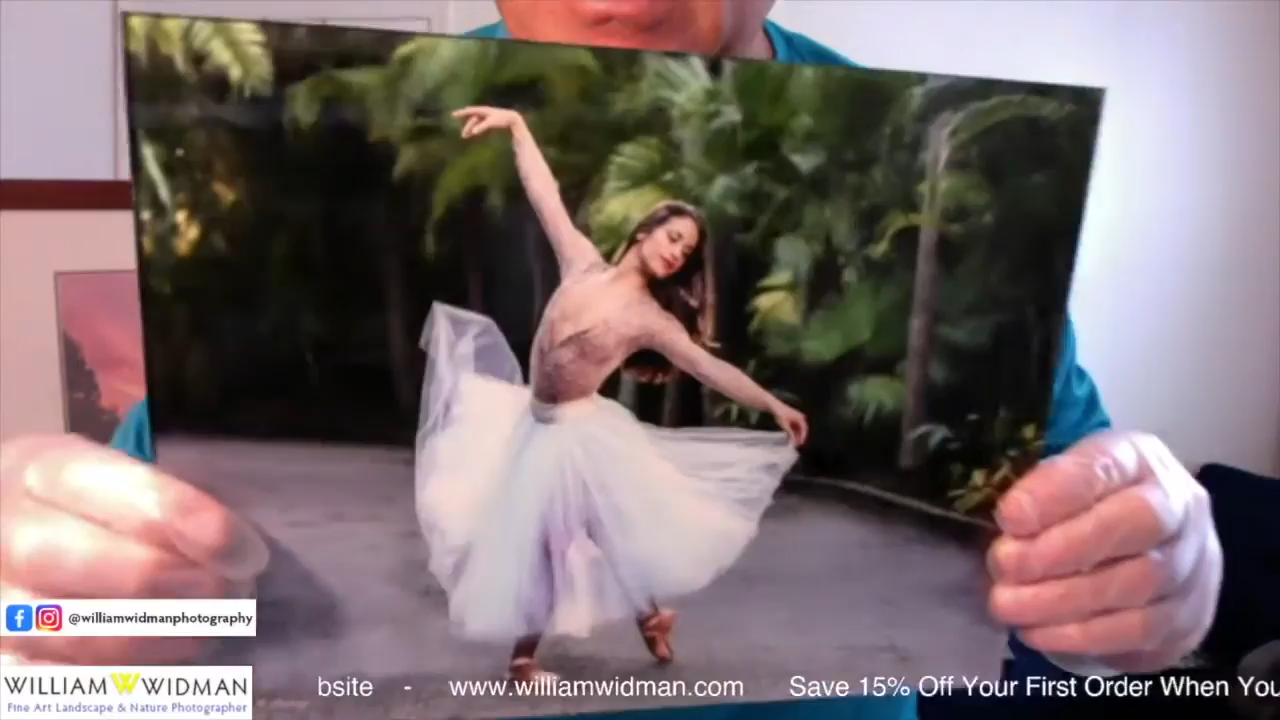 @williamwidmanphotography
WILLIAM WIDMAN
Fine Art Landscape & Nature Photographer
bsite - www.williamwidman.com Save 15% Off Your First Order When You